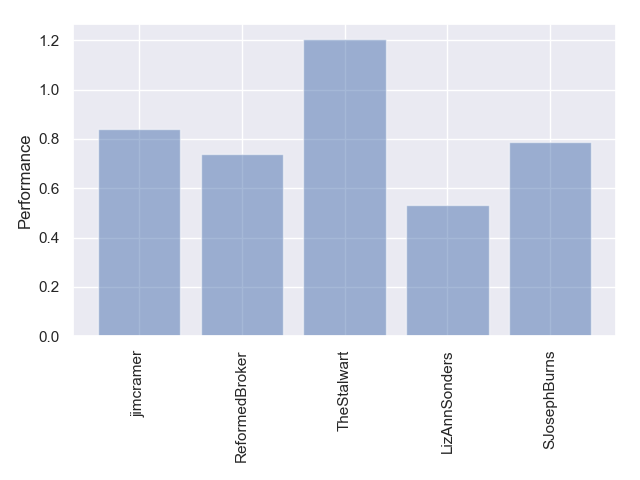 1.2
1.0
0.8
0.6
0.4
0.2
0.0
Performance
jimcramer
ReformedBroker
TheStalwart
LizAnnSonders
SJosephBurns